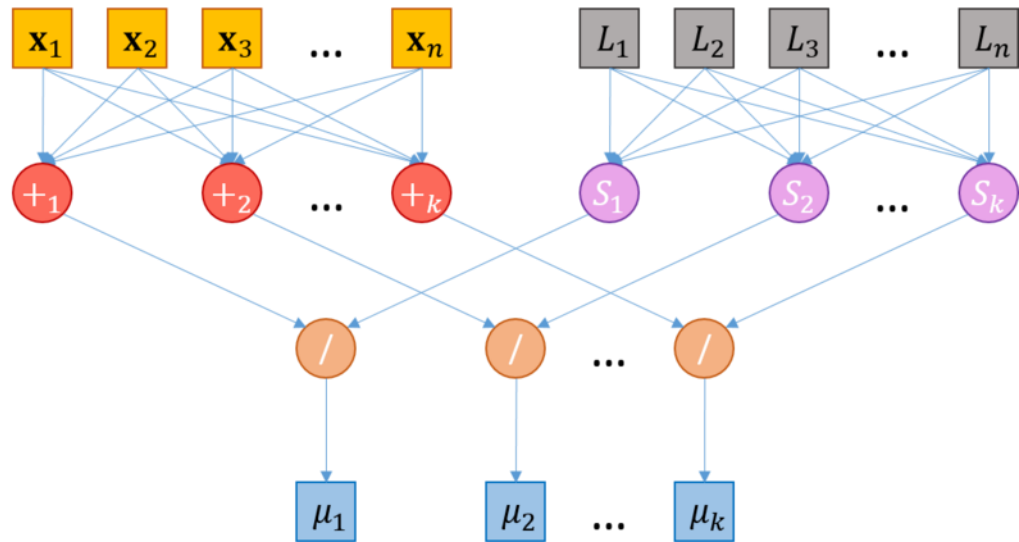 x₁ x₂ x₃ ... xₙ L₁ L₂ L₃ ... Lₙ
+₁ +₂ ... +ₖ S₁ S₂ ... Sₖ
/ / ... /
μ₁ μ₂ ... μₖ